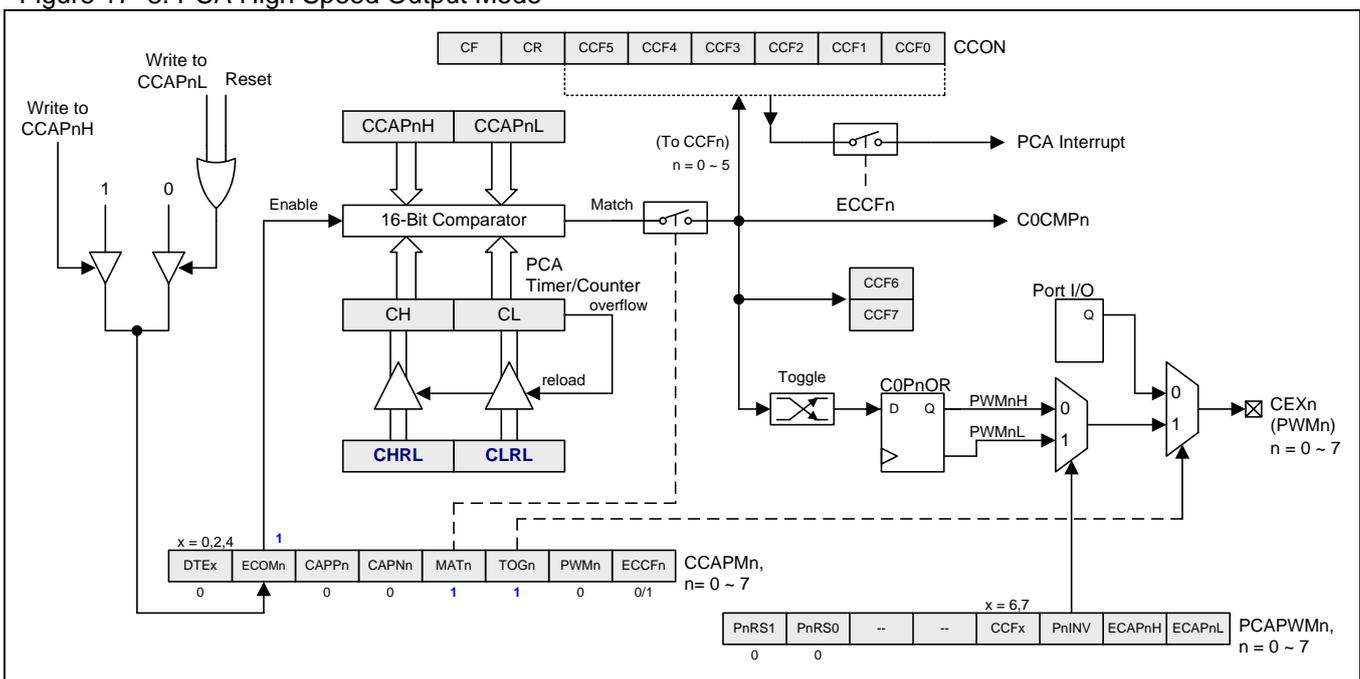 Figure 17-8. PCA High Speed Output Mode
CF CR CCF5 CCF4 CCF3 CCF2 CCF1 CCF0 CCON
Write to
CCAPnL
Reset
Write to
CCAPnH
1 0
CCAPnH CCAPnL
(To CCFn)
n = 0 ~ 5
PCA Interrupt
ECCFn
Enable
16-Bit Comparator
Match
C0CMPn
PCA
Timer/Counter
overflow
CH CL
reload
CHRL CLRL
CCF6
CCF7
Port I/O
Q
Toggle
C0PnOR
D Q
PWMnH
PWMnL
0
1
0
1
CEXn
(PWMn)
n = 0 ~ 7
x = 0,2,4
1
DTEx ECOMn CAPPn CAPNn MATn TOGn PWMn ECCFn
CCAPMn,
n= 0 ~ 7
0 0 0 1 1 0 0/1
x = 6,7
PnRS1 PnRS0 -- -- CCFx PnINV ECAPnH ECAPnL
PCAPWMn,
n = 0 ~ 7
0 0